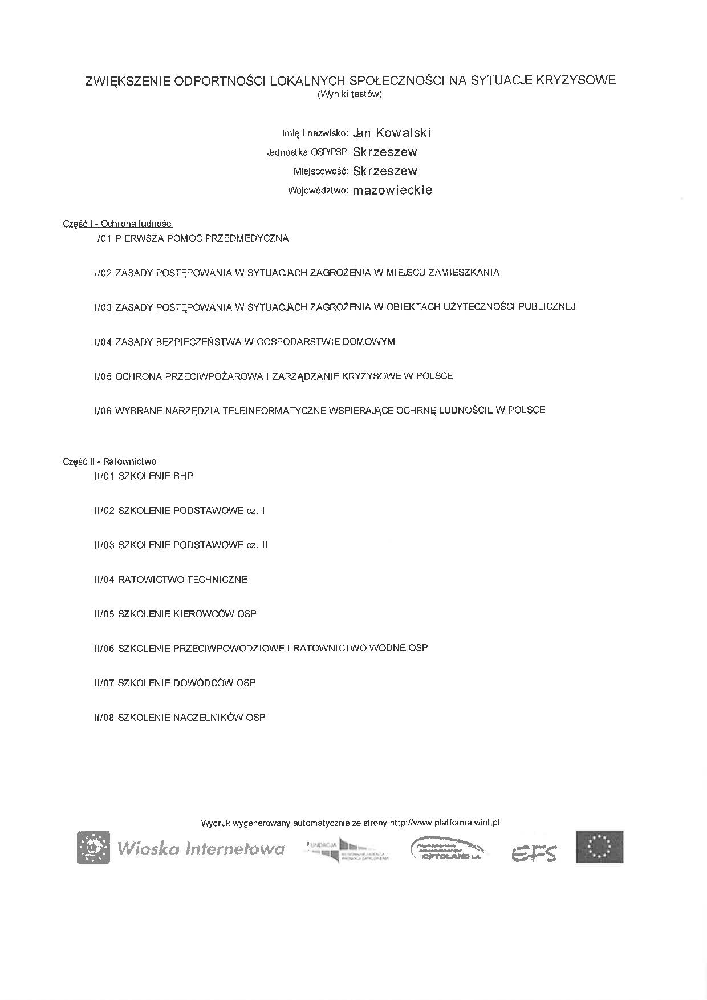 ZWIĘKSZENIE ODPORTNOŚCI LOKALNYCH SPOŁECZNOŚCI NA SYTUACJE KRYZYSOWE
(Wyniki testów)
Imię i nazwisko: Jan Kowalski
Jednostka OSP/PSP: Skrzeszew
Miejscowość: Skrzeszew
Województwo: mazowieckie
Część I - Ochrona ludności
I/01 PIERWSZA POMOC PRZEDMEDYCZNA
I/02 ZASADY POSTĘPOWANIA W SYTUACJACH ZAGROŻENIA W MIEJSCU ZAMIESZKANIA
I/03 ZASADY POSTĘPOWANIA W SYTUACJACH ZAGROŻENIA W OBIEKTACH UŻYTECZNOŚCI PUBLICZNEJ
I/04 ZASADY BEZPIECZEŃSTWA W GOSPODARSTWIE DOMOWYM
I/05 OCHRONA PRZECIWPOŻAROWA I ZARZĄDZANIE KRYZYSOWE W POLSCE
I/06 WYBRANE NARZĘDZIA TELEINFORMATYCZNE WSPIERAJĄCE OCHRNĘ LUDNOŚCIE W POLSCE
Część II - Ratownictwo
II/01 SZKOLENIE BHP
II/02 SZKOLENIE PODSTAWOWE cz. I
II/03 SZKOLENIE PODSTAWOWE cz. II
II/04 RATOWICTWO TECHNICZNE
II/05 SZKOLENIE KIEROWCÓW OSP
II/06 SZKOLENIE PRZECIWPOWODZIOWE I RATOWNICTWO WODNE OSP
II/07 SZKOLENIE DOWÓDCÓW OSP
II/08 SZKOLENIE NACZELNIKÓW OSP
Wydruk wygenerowany automatycznie ze strony http://www.platforma.wint.pl
Wioska Internetowa
FUNDACJA
OPTOLAND S.A.
EFS